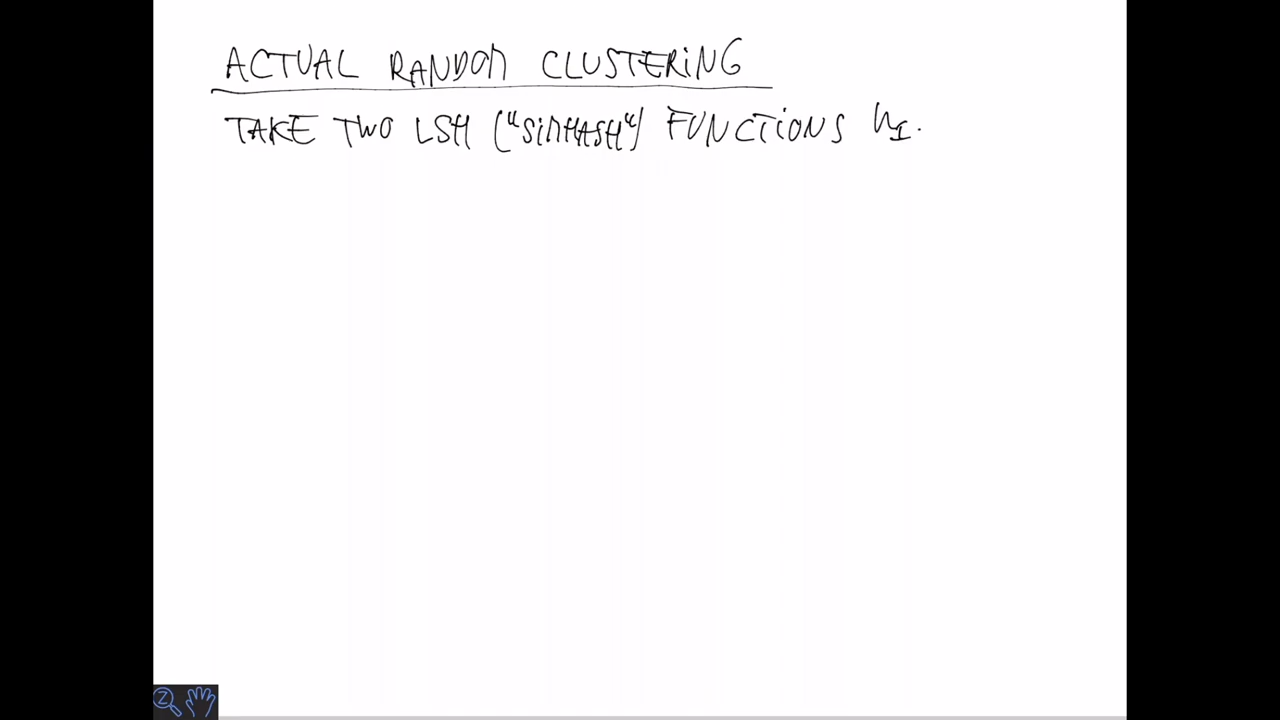 ACTUAL RANDOM CLUSTERING
TAKE TWO LSH ("SiMHASH") FUNCTIONS h₁.